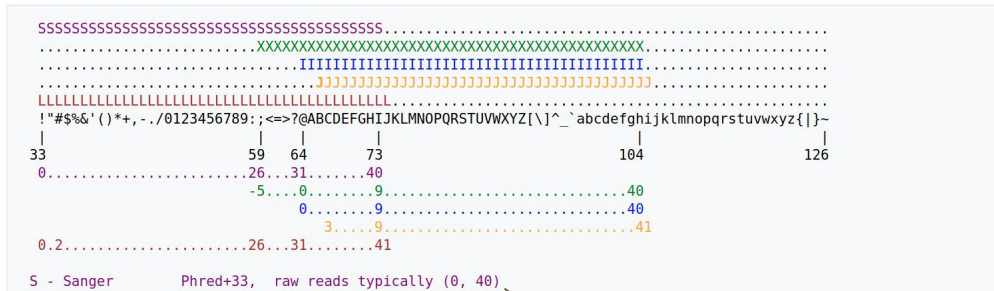 SSSSSSSSSSSSSSSSSSSSSSSSSSSSSSSSSSSSSSSSS.....................................................
..........................XXXXXXXXXXXXXXXXXXXXXXXXXXXXXXXXXXXXXXXXXXXXXX......................
...............................IIIIIIIIIIIIIIIIIIIIIIIIIIIIIIIIIIIIIIIII......................
.................................JJJJJJJJJJJJJJJJJJJJJJJJJJJJJJJJJJJJJJJJ.....................
LLLLLLLLLLLLLLLLLLLLLLLLLLLLLLLLLLLLLLLLLL....................................................
!"#$%&'()*+,-./0123456789:;<=>?@ABCDEFGHIJKLMNOPQRSTUVWXYZ[\]^_`abcdefghijklmnopqrstuvwxyz{|}~
| | | | | |
33 59 64 73 104 126
0........................26...31.......40
-5....0........9.............................40
0........9.............................40
3.....9..............................41
0.2......................26...31........41
S - Sanger Phred+33, raw reads typically (0, 40)